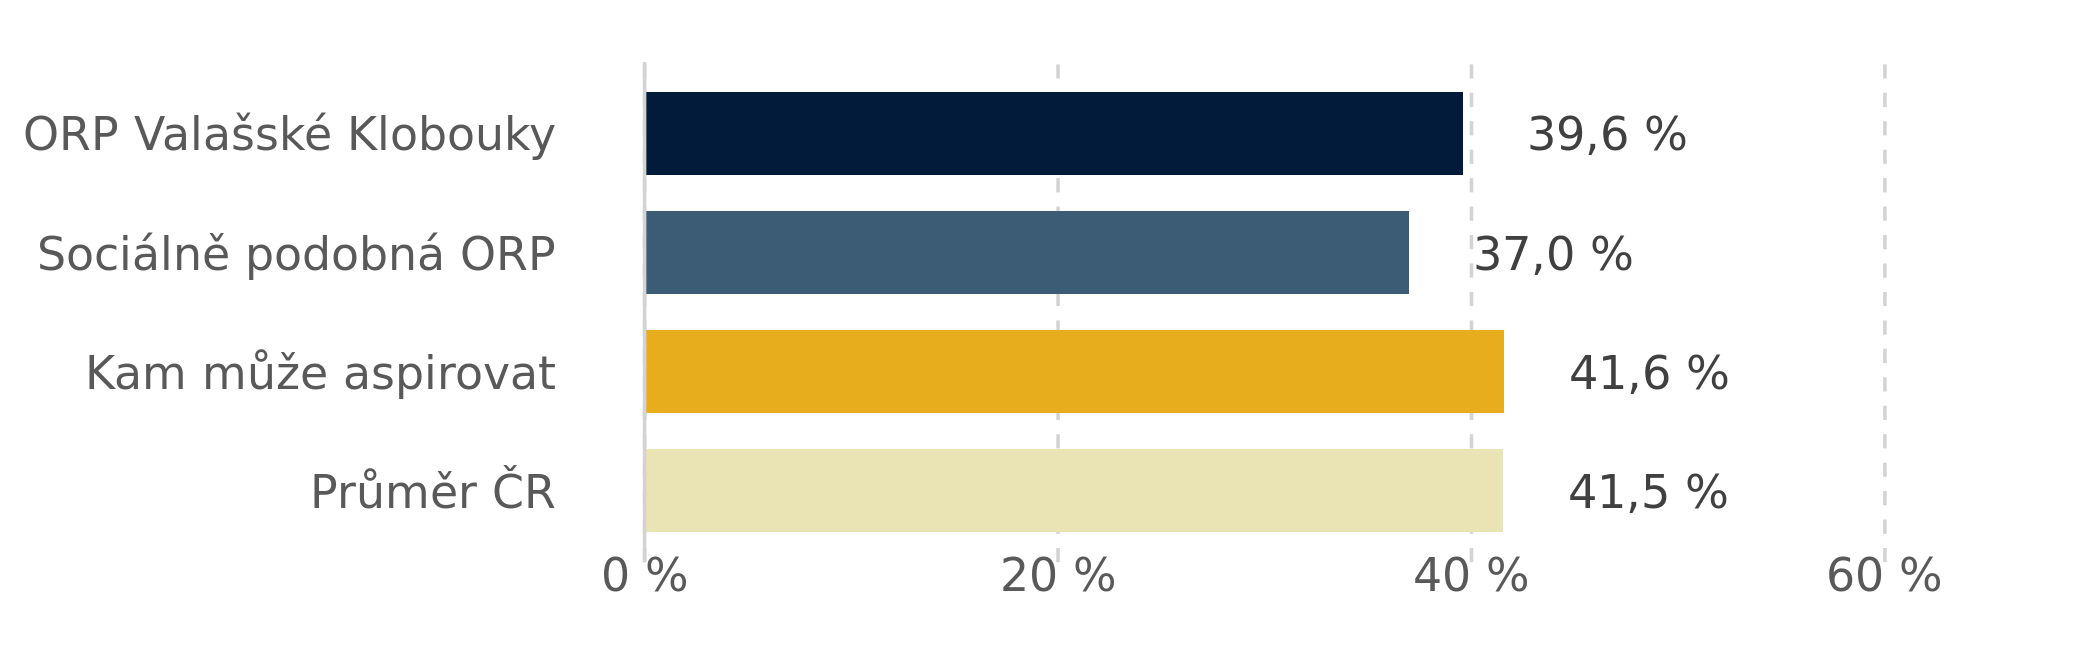 ORP Valašské Klobouky 39,6 %
Sociálně podobná ORP 37,0 %
Kam může aspirovat 41,6 %
Průměr ČR 41,5 %
0 % 20 % 40 % 60 %